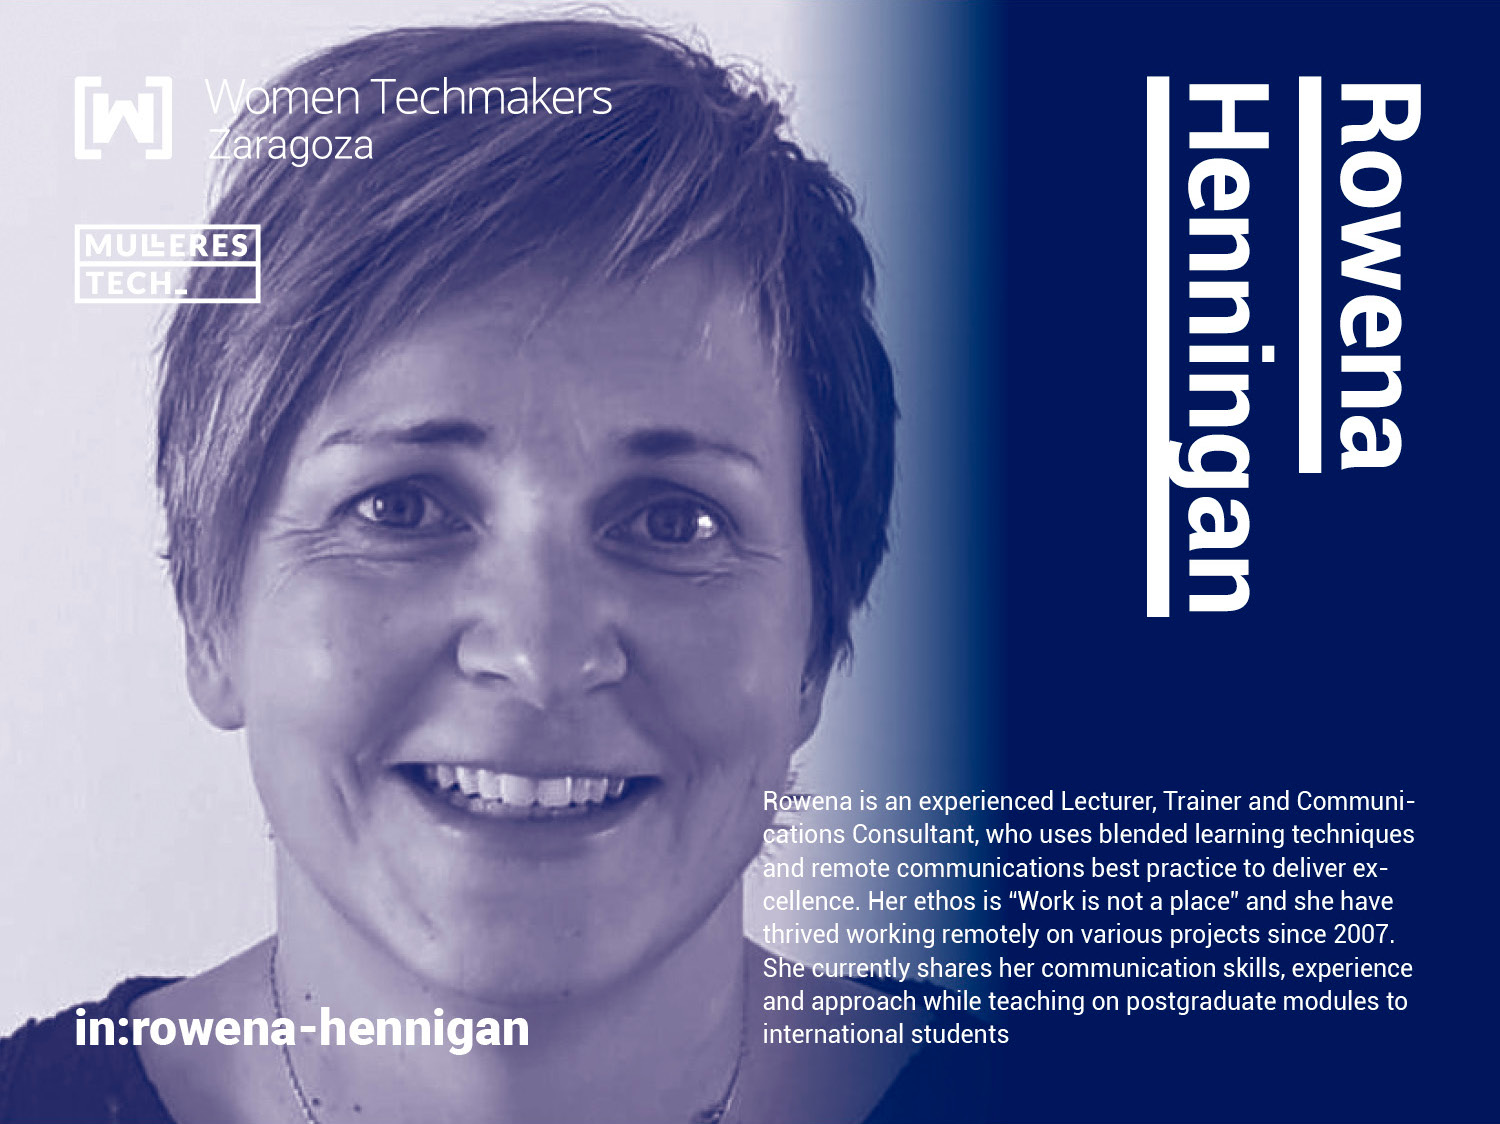 [W]
Women Techmakers
Zaragoza
MULLERES
TECH_
Rowena
Henningan
Rowena is an experienced Lecturer, Trainer and Communi-
cations Consultant, who uses blended learning techniques
and remote communications best practice to deliver ex-
cellence. Her ethos is “Work is not a place” and she have
thrived working remotely on various projects since 2007.
She currently shares her communication skills, experience
and approach while teaching on postgraduate modules to
international students
in:rowena-hennigan